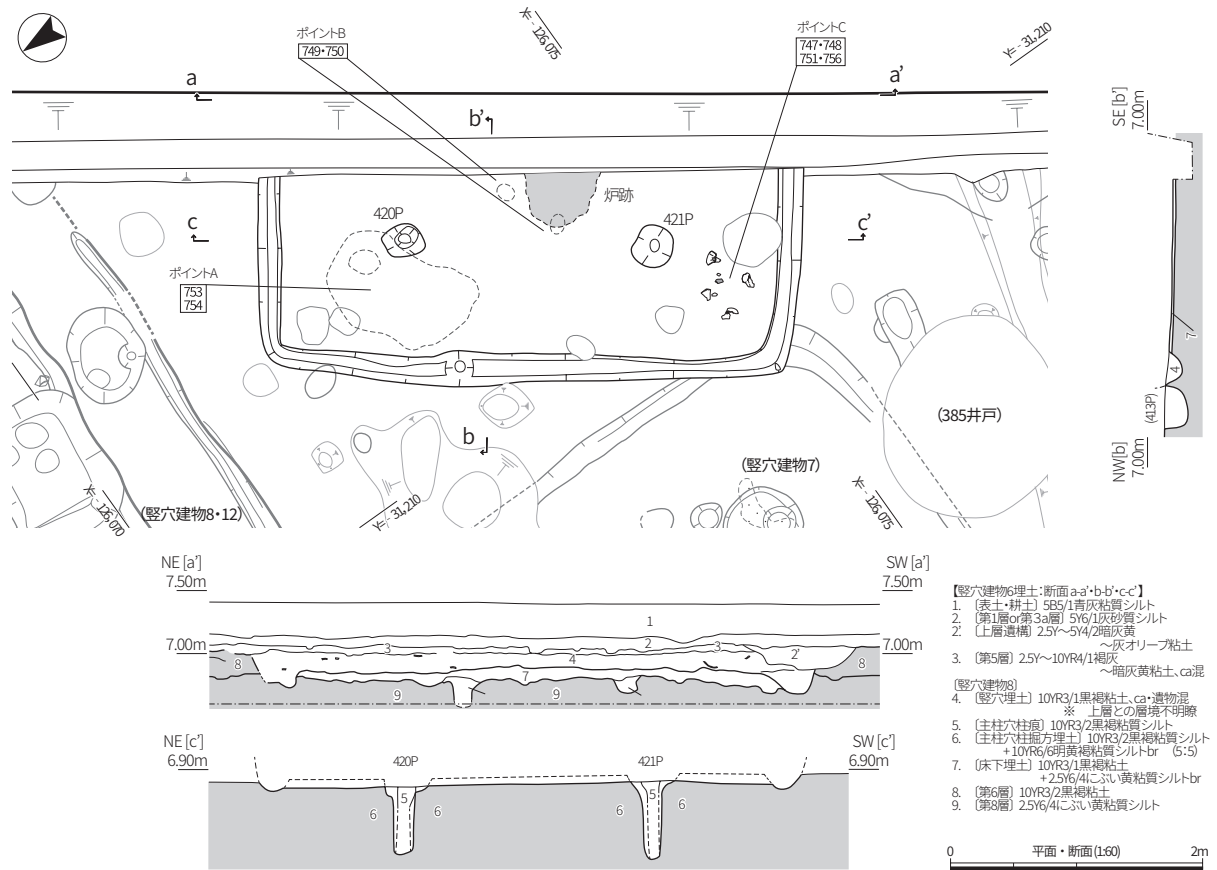 ポイントB
749・750
X=-126,075
ポイントC
747・748
751・756
Y=-31,210
a
a’
b’
SE [b’]
7.00m
炉跡
420P
421P
c
c’
ポイントA
753
754
7
4
(413P)
(385井戸)
b
NW[b]
7.00m
(竪穴建物7)
X=-126,070
(竪穴建物8・12)
Y=-31,210
X=-126,075
NE [a’]
7.50m
SW [a’]
7.50m
1
7.00m
7.00m
2
3
3
2’
4
8
8
7
9
9
NE [c’]
6.90m
SW [c’]
6.90m
420P
421P
5
5
6
6
6
【竪穴建物6埋土:断面 a-a’・b-b’・c-c’】
1. 〔表土・耕土〕 5B5/1青灰粘質シルト
2. 〔第1層or第3a層〕 5Y6/1灰砂質シルト
2’ 〔上層遺構〕 2.5Y～5Y4/2暗灰黄
～灰オリーブ粘土
3. 〔第5層〕 2.5Y～10YR4/1褐灰
～暗灰黄粘土、ca混
〔竪穴建物8〕
4. 〔竪穴埋土〕 10YR3/1黒褐粘土、ca・遺物混
※ 上層との層境不明瞭
5. 〔主柱穴柱痕〕 10YR3/2黒褐粘質シルト
6. 〔主柱穴柱掘方埋土〕 10YR3/2黒褐粘質シルト
+10YR6/6明黄褐粘質シルトbr (5:5)
7. 〔床下埋土〕 10YR3/1黒褐粘土
+2.5Y6/4にぶい黄粘質シルトbr
8. 〔第6層〕 10YR3/2黒褐粘土
9. 〔第8層〕 2.5Y6/4にぶい黄粘質シルト
0 平面・断面(1:60) 2m